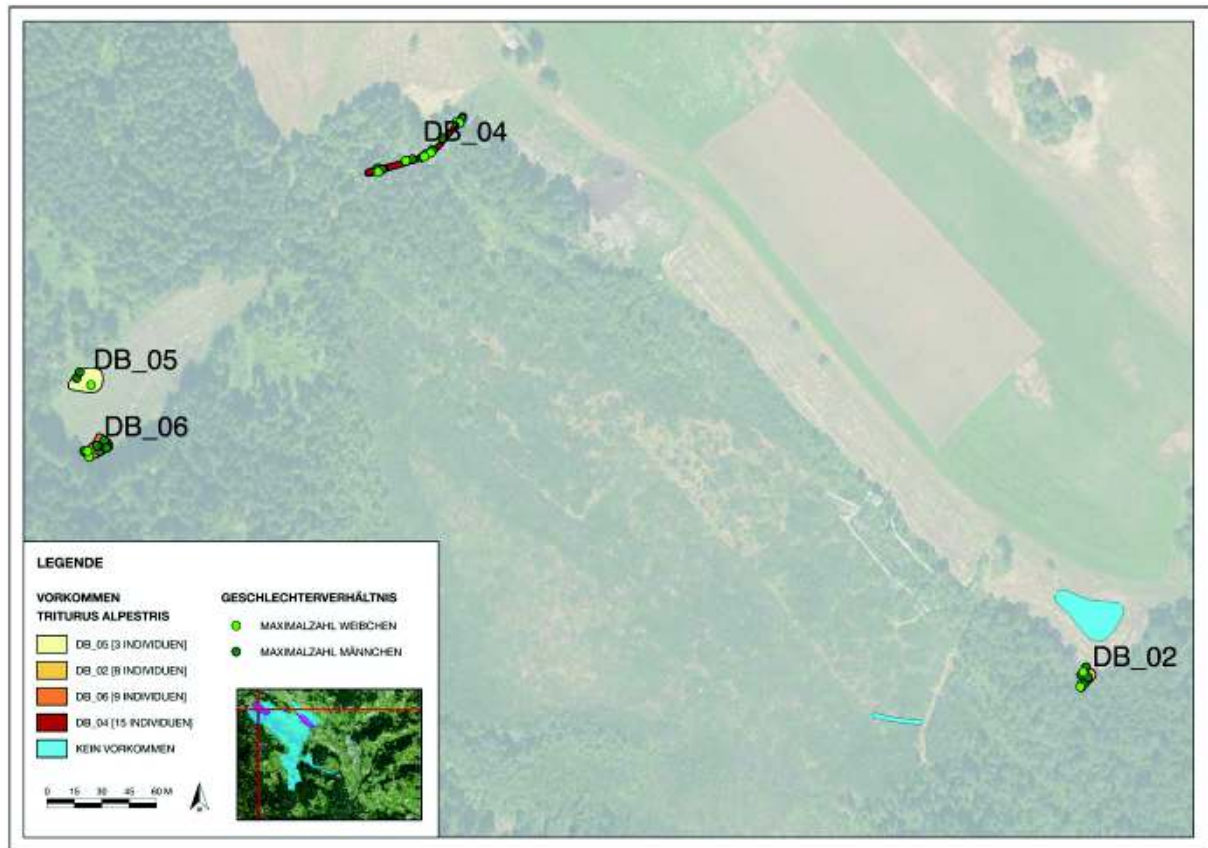 DB_04
DB_05
DB_06
DB_02
LEGENDE
VORKOMMEN
TRITURUS ALPESTRIS
DB_05 [3 INDIVIDUEN]
DB_02 [8 INDIVIDUEN]
DB_06 [9 INDIVIDUEN]
DB_04 [15 INDIVIDUEN]
KEIN VORKOMMEN
GESCHLECHTERVERHÄLTNIS
MAXIMALZAHL WEIBCHEN
MAXIMALZAHL MÄNNCHEN
0 15 30 45 60 M